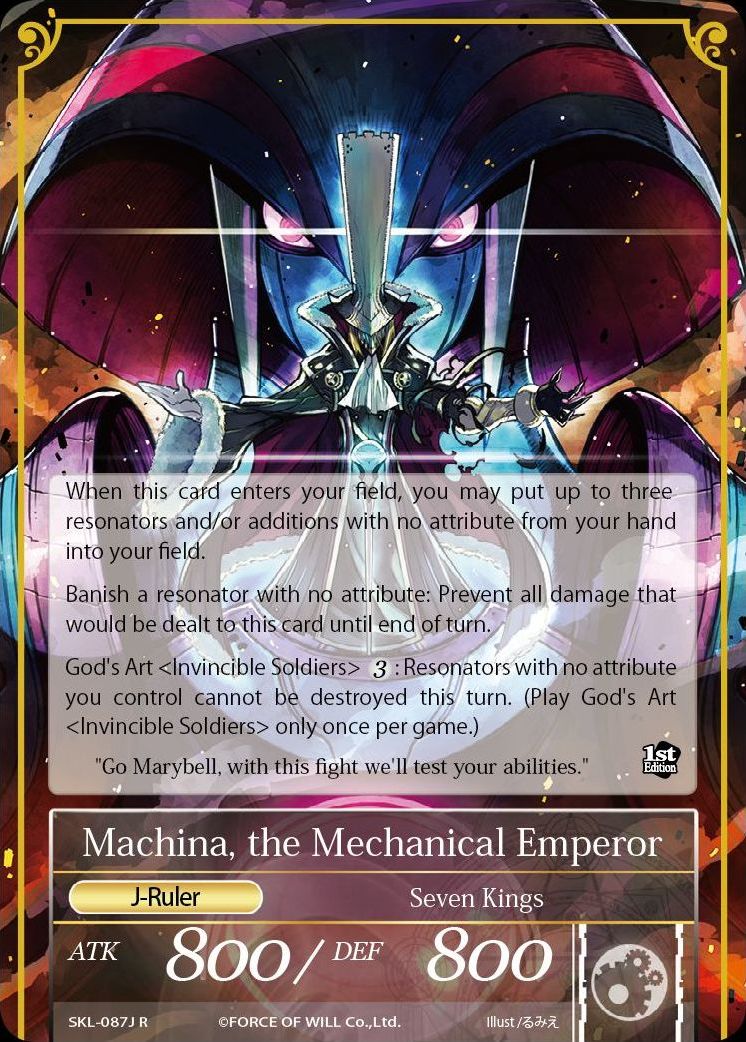 When this card enters your field, you may put up to three
resonators and/or additions with no attribute from your hand
into your field.
Banish a resonator with no attribute: Prevent all damage that
would be dealt to this card until end of turn.
God's Art <Invincible Soldiers> 3 : Resonators with no attribute
you control cannot be destroyed this turn. (Play God's Art
<Invincible Soldiers> only once per game.)
"Go Marybell, with this fight we'll test your abilities."
1st
Edition
Machina, the Mechanical Emperor
J-Ruler
Seven Kings
ATK 800 / DEF 800
SKL-087J R ©FORCE OF WILL Co.,Ltd. Illust/るみえ